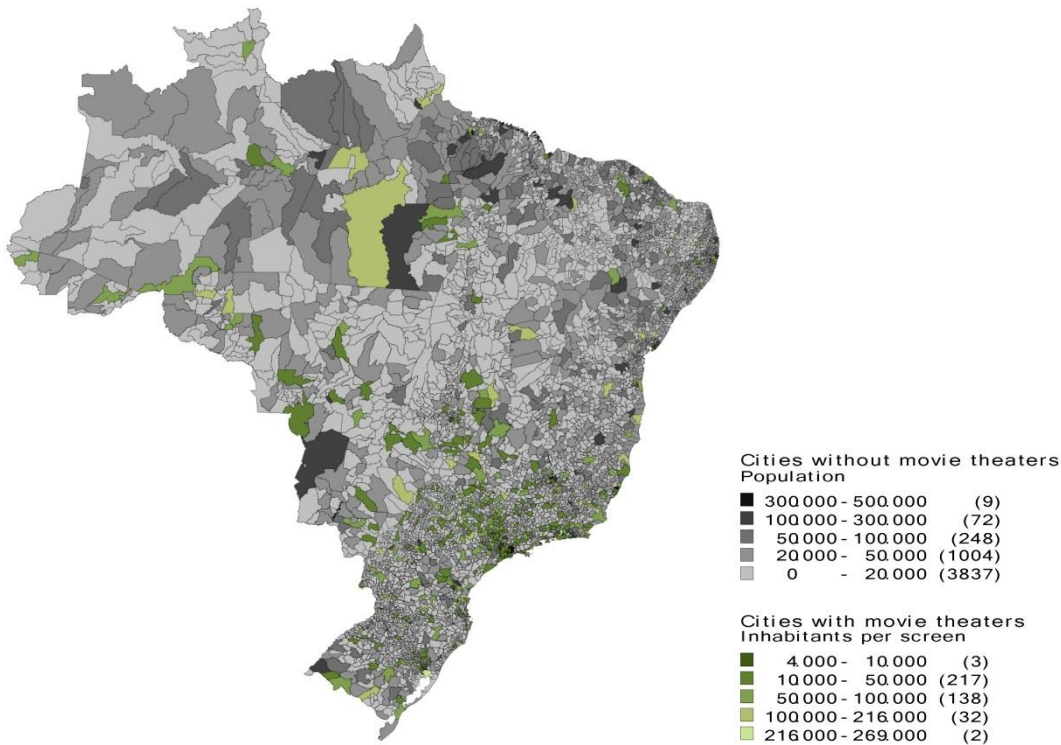 Cities without movie theaters
Population
300.000 - 500.000 (9)
100.000 - 300.000 (72)
50.000 - 100.000 (248)
20.000 - 50.000 (1004)
0 - 20.000 (3837)
Cities with movie theaters
Inhabitants per screen
4.000 - 10.000 (3)
10.000 - 50.000 (217)
50.000 - 100.000 (138)
100.000 - 216.000 (32)
216.000 - 269.000 (2)